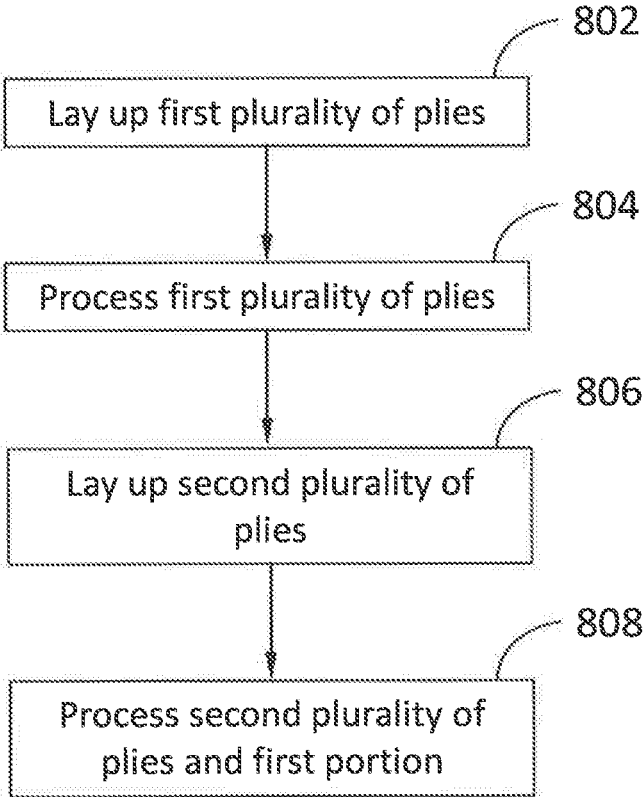 802
Lay up first plurality of plies
804
Process first plurality of plies
806
Lay up second plurality of
plies
808
Process second plurality of
plies and first portion